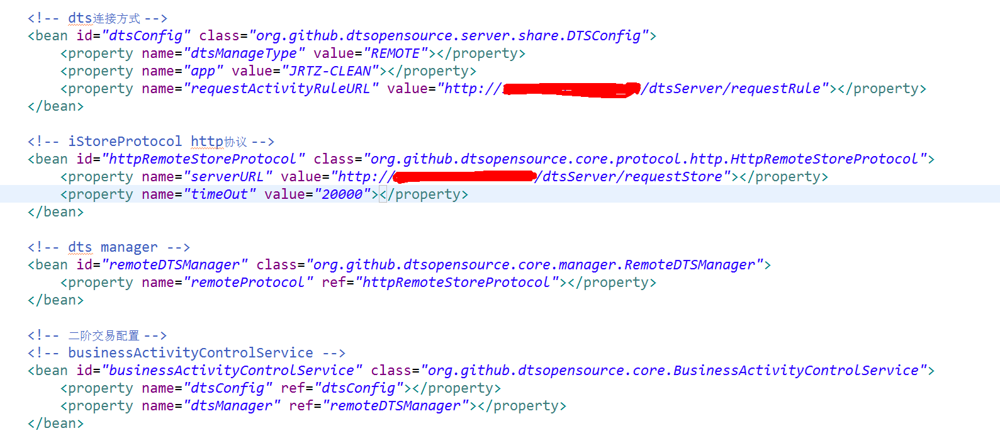 <!-- dts连接方式 -->
<bean id="dtsConfig" class="org.github.dtsopensource.server.share.DTSConfig">
    <property name="dtsManageType" value="REMOTE"></property>
    <property name="app" value="JRTZ-CLEAN"></property>
    <property name="requestActivityRuleURL" value="http:///dtsServer/requestRule"></property>
</bean>

<!-- iStoreProtocol http协议 -->
<bean id="httpRemoteStoreProtocol" class="org.github.dtsopensource.core.protocol.http.HttpRemoteStoreProtocol">
    <property name="serverURL" value="http:///dtsServer/requestStore"></property>
    <property name="timeOut" value="20000"></property>
</bean>

<!-- dts manager -->
<bean id="remoteDTSManager" class="org.github.dtsopensource.core.manager.RemoteDTSManager">
    <property name="remoteProtocol" ref="httpRemoteStoreProtocol"></property>
</bean>

<!-- 二阶交易配置 -->
<!-- businessActivityControlService -->
<bean id="businessActivityControlService" class="org.github.dtsopensource.core.BusinessActivityControlService">
    <property name="dtsConfig" ref="dtsConfig"></property>
    <property name="dtsManager" ref="remoteDTSManager"></property>
</bean>